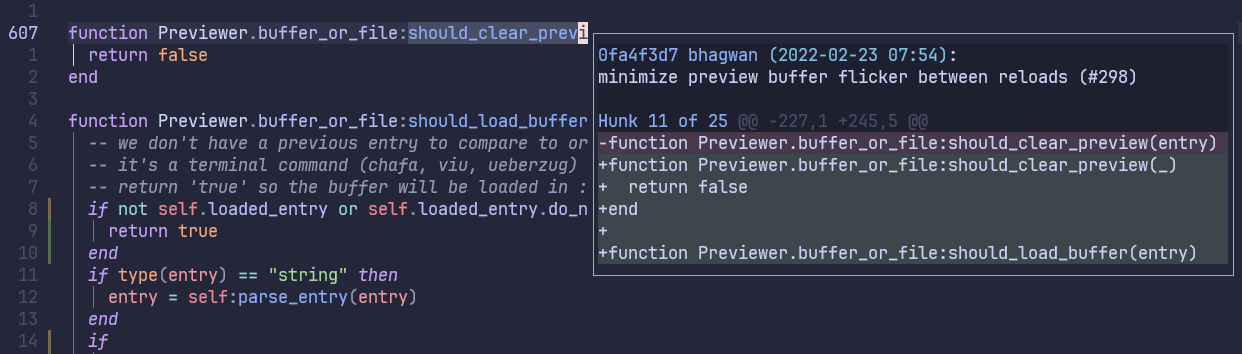 1
607 function Previewer.buffer_or_file:should_clear_previ
1 return false
2 end
3
4 function Previewer.buffer_or_file:should_load_buffer
5 -- we don't have a previous entry to compare to or
6 -- it's a terminal command (chafa, viu, ueberzug)
7 -- return 'true' so the buffer will be loaded in :
8 if not self.loaded_entry or self.loaded_entry.do_n
9 return true
10 end
11 if type(entry) == "string" then
12 entry = self:parse_entry(entry)
13 end
14 if
0fa4f3d7 bhagwan (2022-02-23 07:54):
minimize preview buffer flicker between reloads (#298)
Hunk 11 of 25 @@ -227,1 +245,5 @@
-function Previewer.buffer_or_file:should_clear_preview(entry)
+function Previewer.buffer_or_file:should_clear_preview(_)
+  return false
+end
+
+function Previewer.buffer_or_file:should_load_buffer(entry)